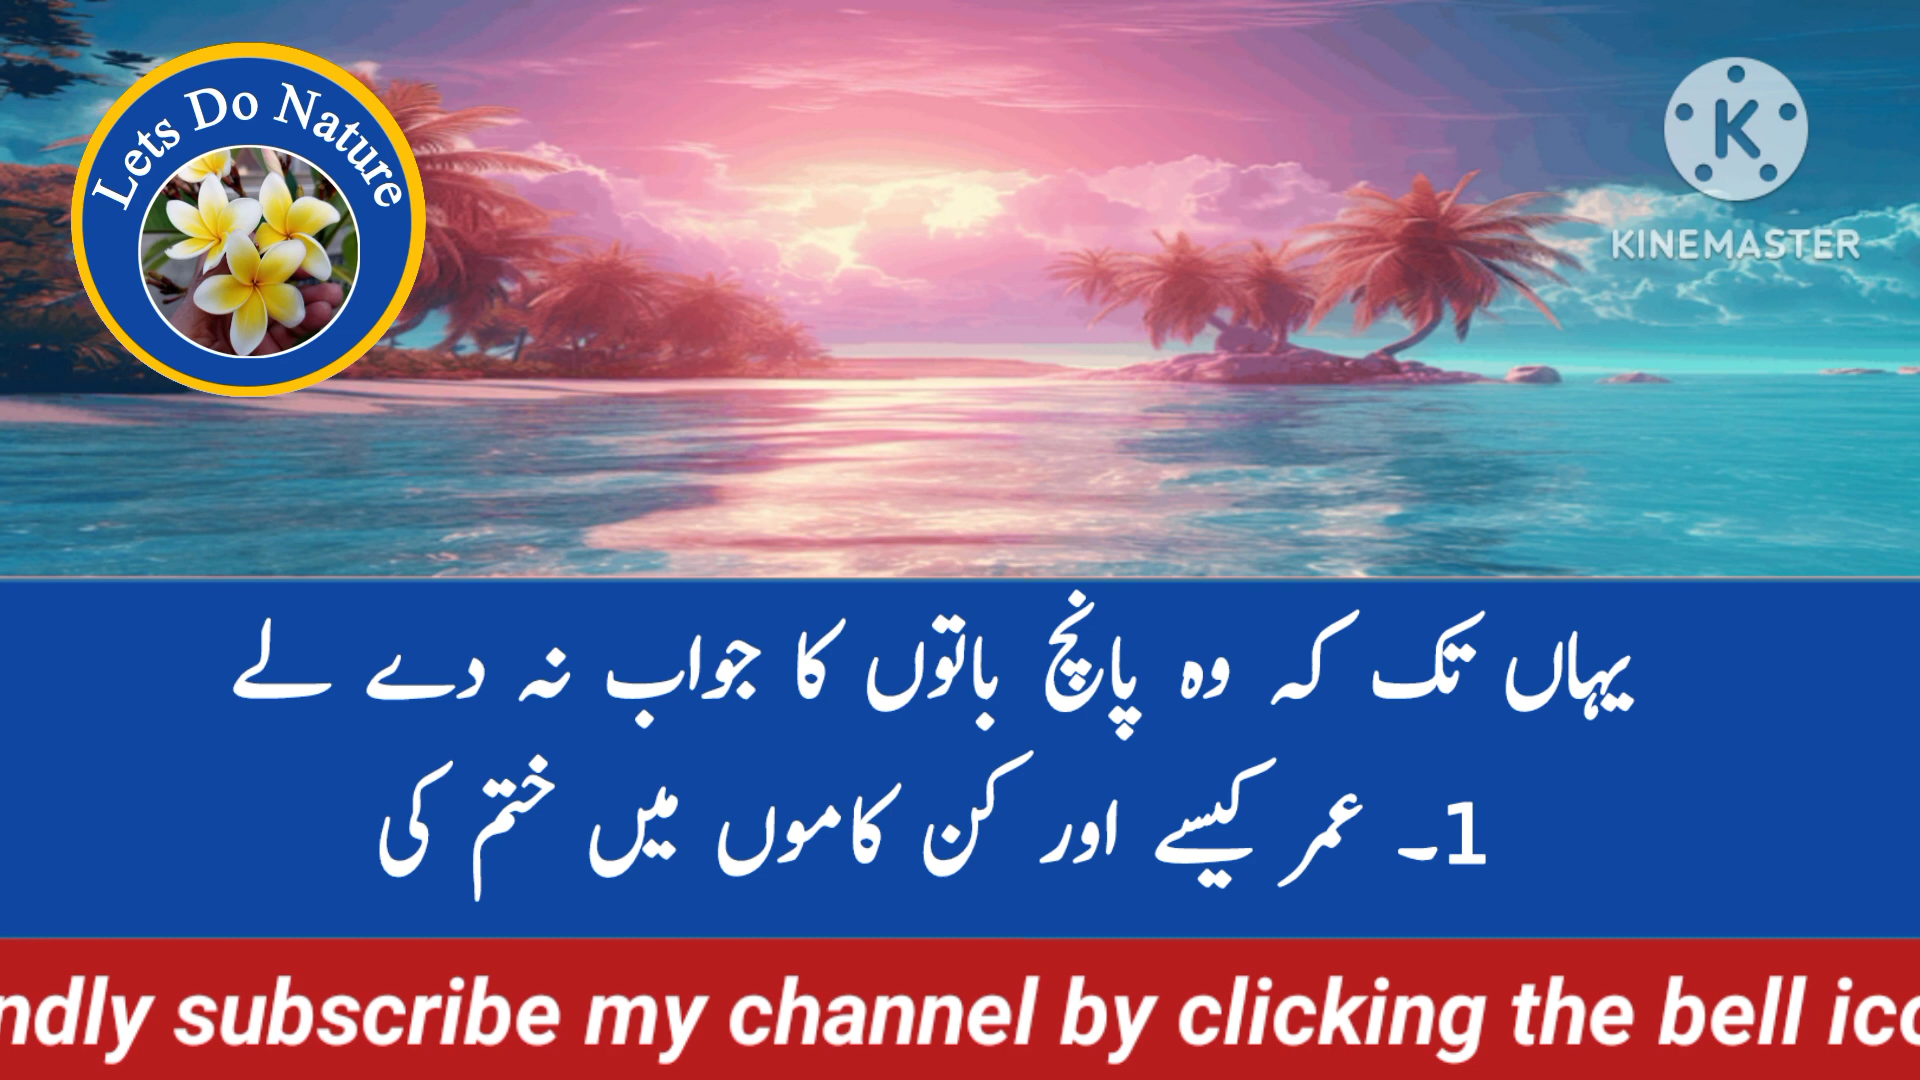 Lets Do Nature
KINEMASTER
یہاں تک کہ وہ پانچ باتوں کا جواب نہ دے لے
1۔ عمر کیسے اور کن کاموں میں ختم کی
ndly subscribe my channel by clicking the bell ico